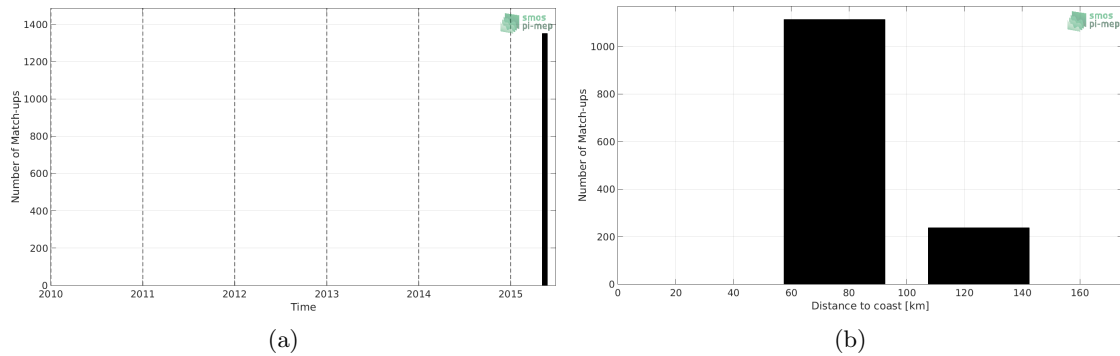 smos
pi-mep
1400
1200
1000
800
600
400
200
0
Number of Match-ups
2010 2011 2012 2013 2014 2015
Time
(a)
smos
pi-mep
1000
800
600
400
200
0
Number of Match-ups
0 20 40 60 80 100 120 140 160
Distance to coast [km]
(b)